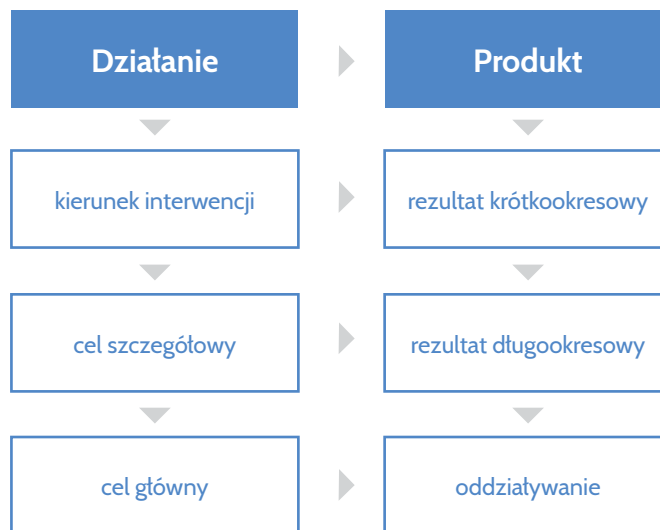 Działanie
Produkt
kierunek interwencji
rezultat krótkookresowy
cel szczegółowy
rezultat długookresowy
cel główny
oddziaływanie